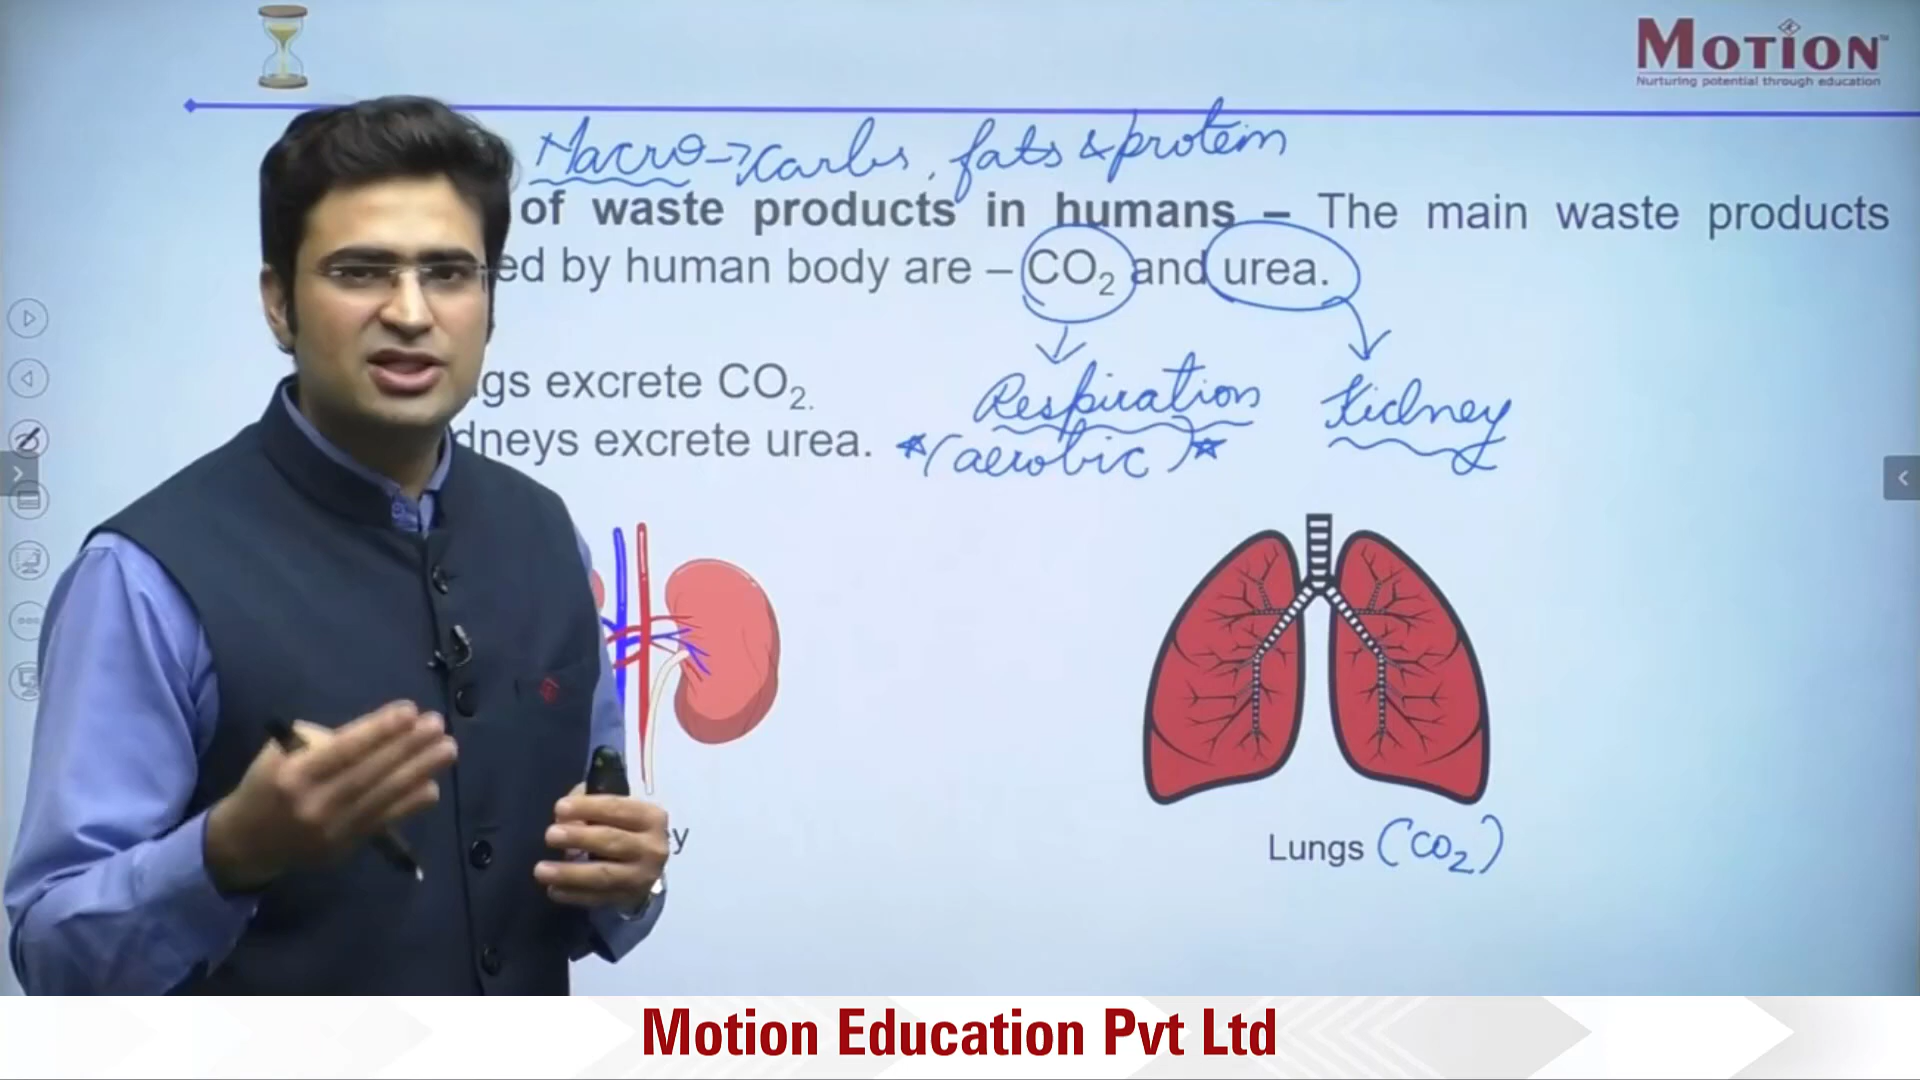 MOTION™
Nurturing potential through education
Macro → carbs, fats & protein
of waste products in humans – The main waste products
ed by human body are – CO₂ and urea.
gs excrete CO₂.
Respiration
Kidney
dneys excrete urea.
(aerobic)
ey
Lungs (CO₂)
Motion Education Pvt Ltd